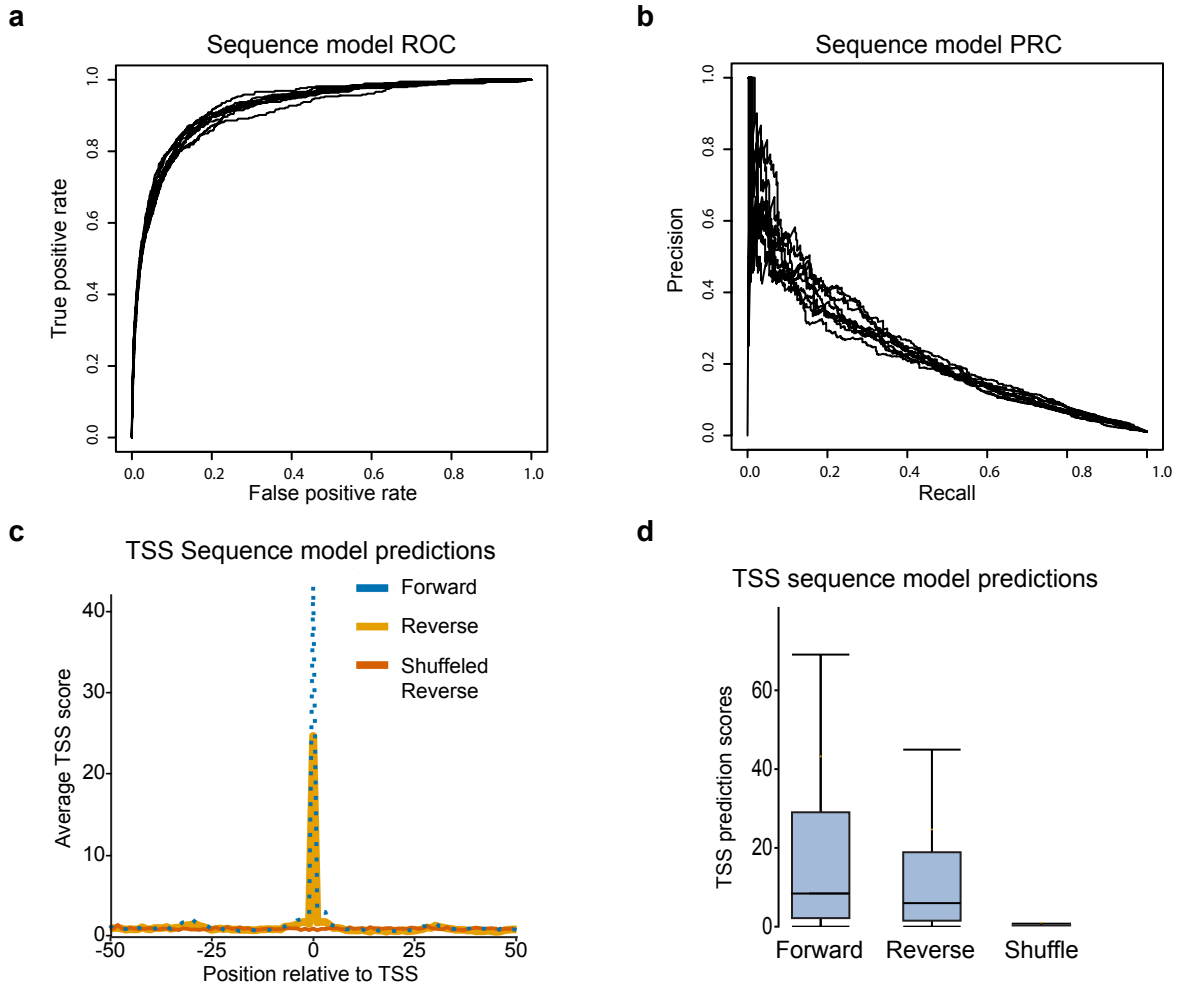 a
Sequence model ROC
True positive rate
1.0
0.8
0.6
0.4
0.2
0.0
0.0 0.2 0.4 0.6 0.8 1.0
False positive rate
b
Sequence model PRC
Precision
1.0
0.8
0.6
0.4
0.2
0.0
0.0 0.2 0.4 0.6 0.8 1.0
Recall
c
TSS Sequence model predictions
Forward
Reverse
Shuffeled
Reverse
Average TSS score
40
30
20
10
0
-50 -25 0 25 50
Position relative to TSS
d
TSS sequence model predictions
TSS prediction scores
60
40
20
0
Forward Reverse Shuffle